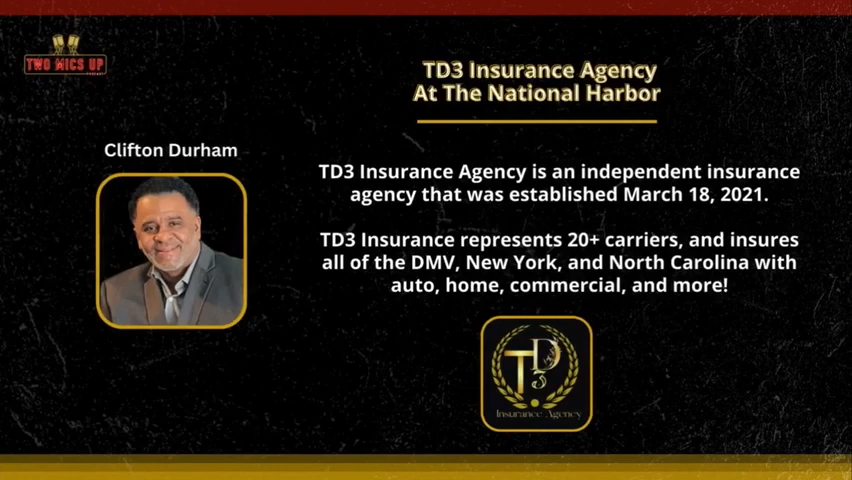 TWO MICS UP
PODCAST
TD3 Insurance Agency
At The National Harbor
Clifton Durham
TD3 Insurance Agency is an independent insurance
agency that was established March 18, 2021.
TD3 Insurance represents 20+ carriers, and insures
all of the DMV, New York, and North Carolina with
auto, home, commercial, and more!
TD3
Insurance Agency